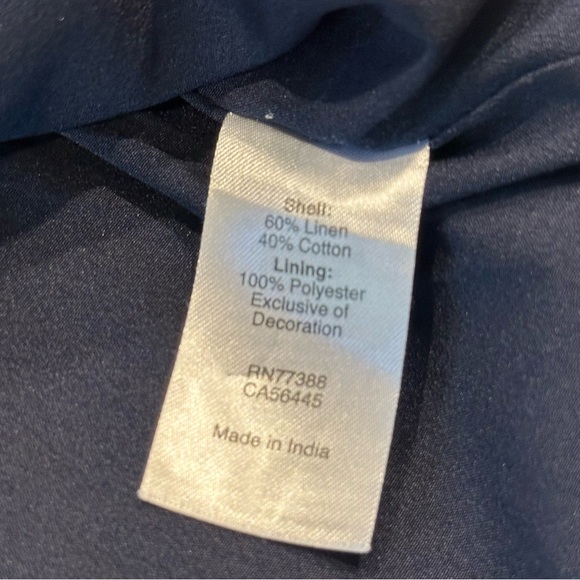 Shell:
60% Linen
40% Cotton
Lining:
100% Polyester
Exclusive of
Decoration
RN77388
CA56445
Made in India